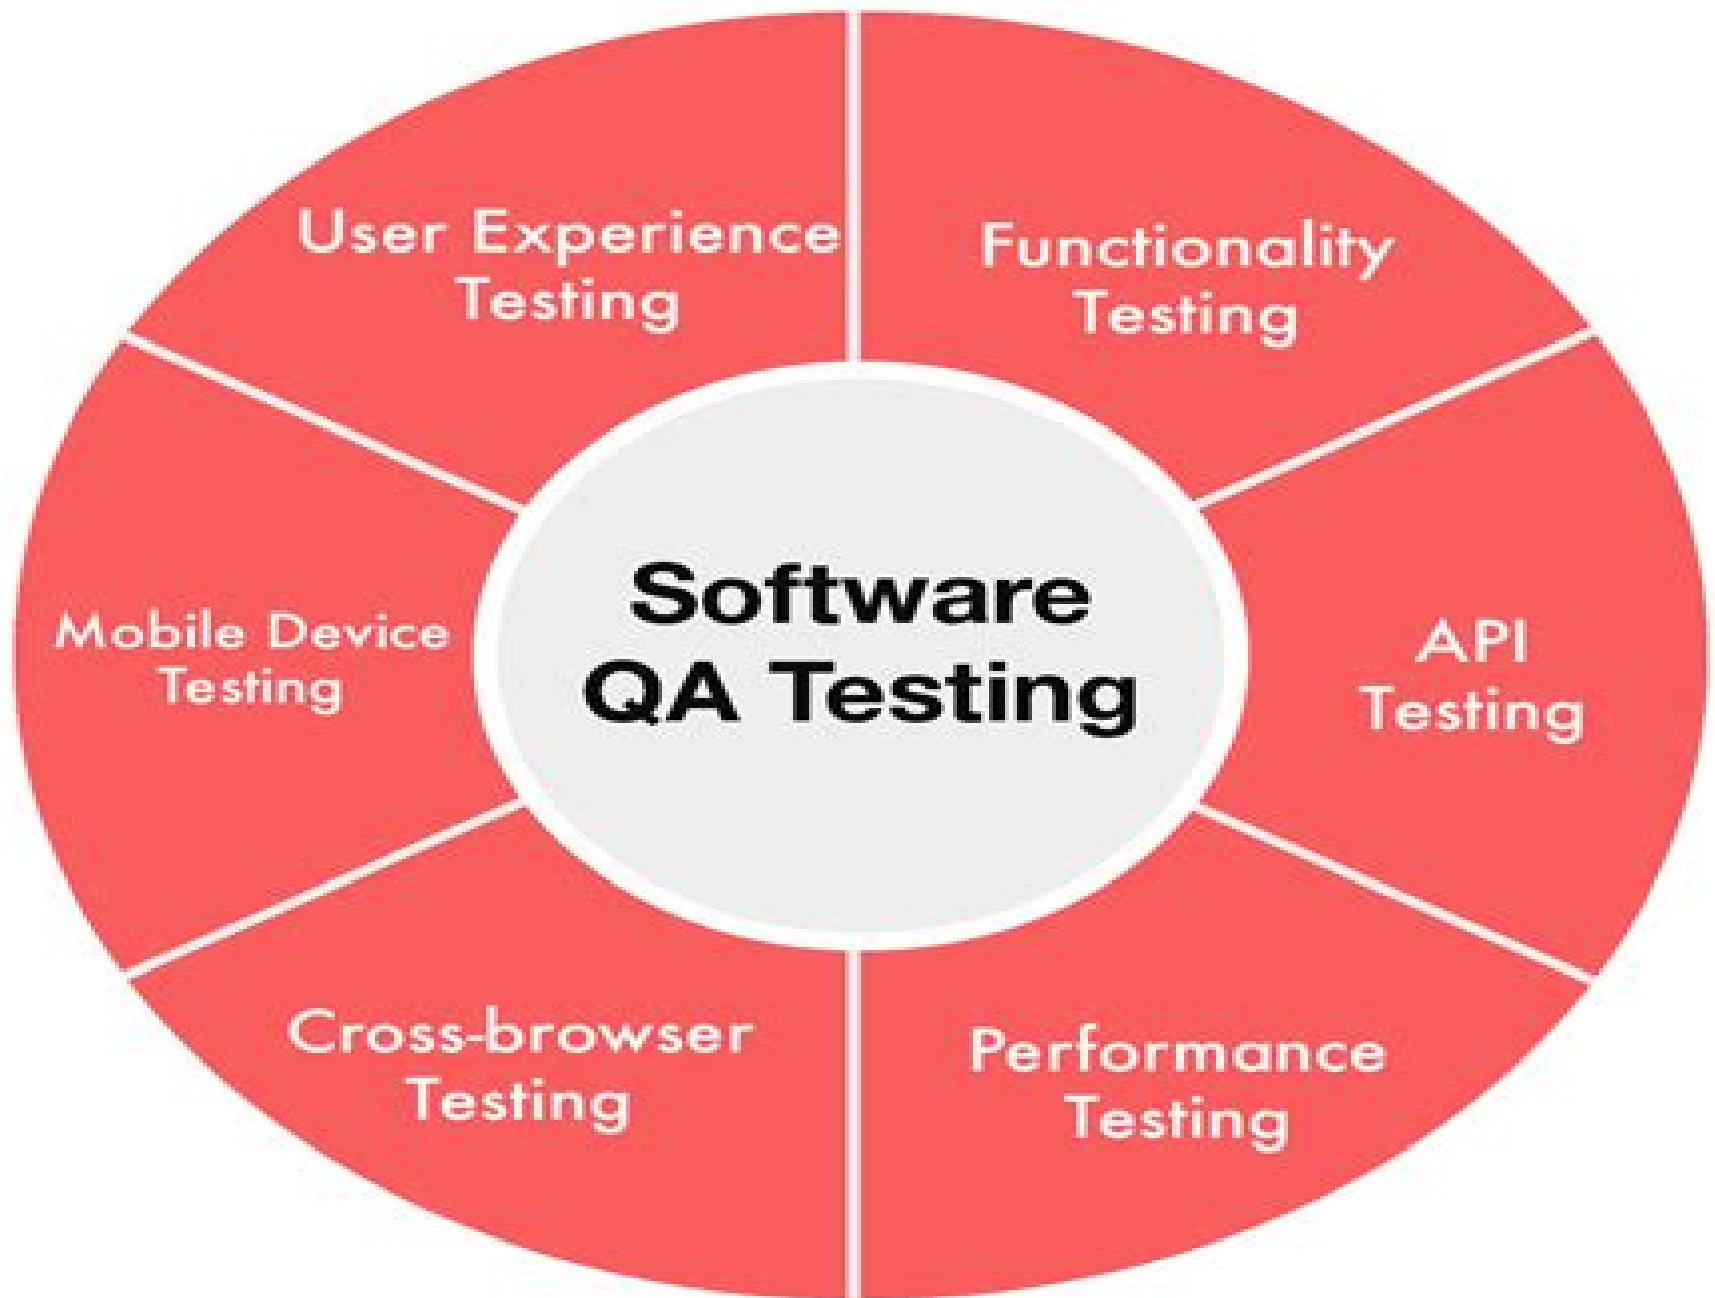 User Experience
Testing
Functionality
Testing
Mobile Device
Testing
Software
QA Testing
API
Testing
Cross-browser
Testing
Performance
Testing